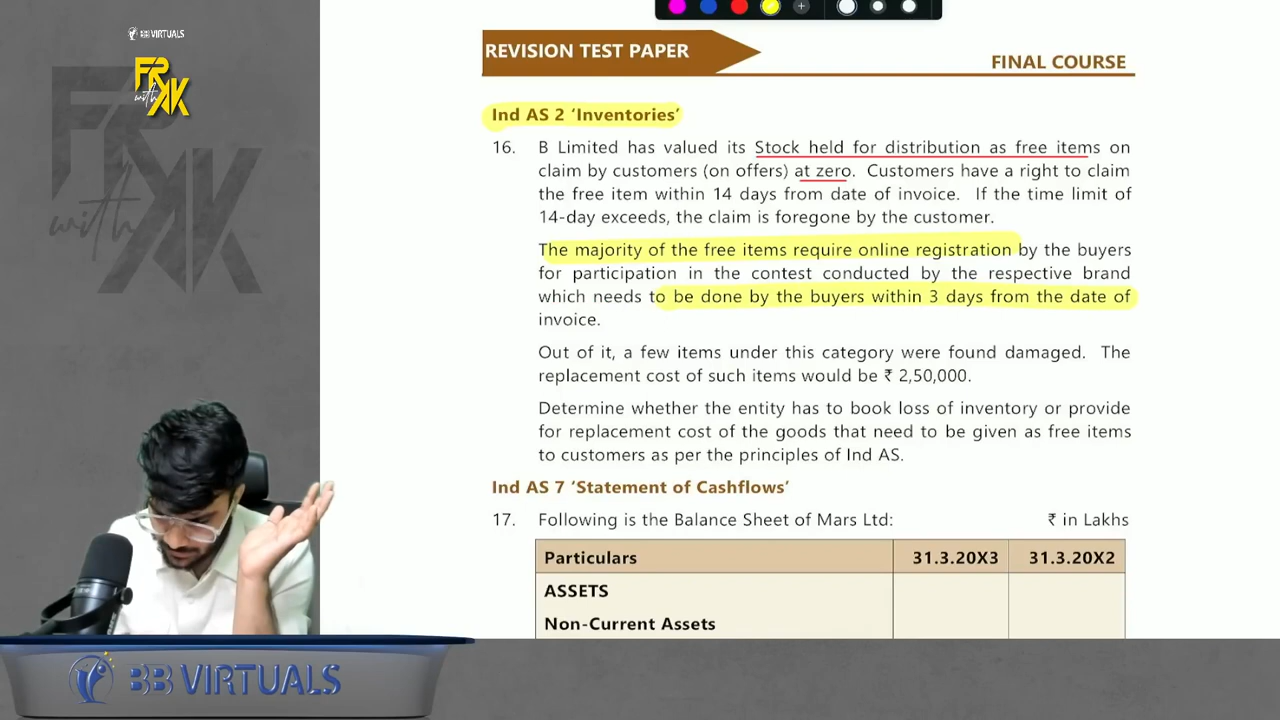 BB VIRTUALS
FR
with
AK
FR
with
AK
REVISION TEST PAPER
FINAL COURSE
Ind AS 2 ‘Inventories’
16. B Limited has valued its Stock held for distribution as free items on
claim by customers (on offers) at zero. Customers have a right to claim
the free item within 14 days from date of invoice. If the time limit of
14-day exceeds, the claim is foregone by the customer.
The majority of the free items require online registration by the buyers
for participation in the contest conducted by the respective brand
which needs to be done by the buyers within 3 days from the date of
invoice.
Out of it, a few items under this category were found damaged. The
replacement cost of such items would be ₹ 2,50,000.
Determine whether the entity has to book loss of inventory or provide
for replacement cost of the goods that need to be given as free items
to customers as per the principles of Ind AS.
Ind AS 7 ‘Statement of Cashflows’
17. Following is the Balance Sheet of Mars Ltd: ₹ in Lakhs
Particulars 31.3.20X3 31.3.20X2
ASSETS
Non-Current Assets
BB VIRTUALS